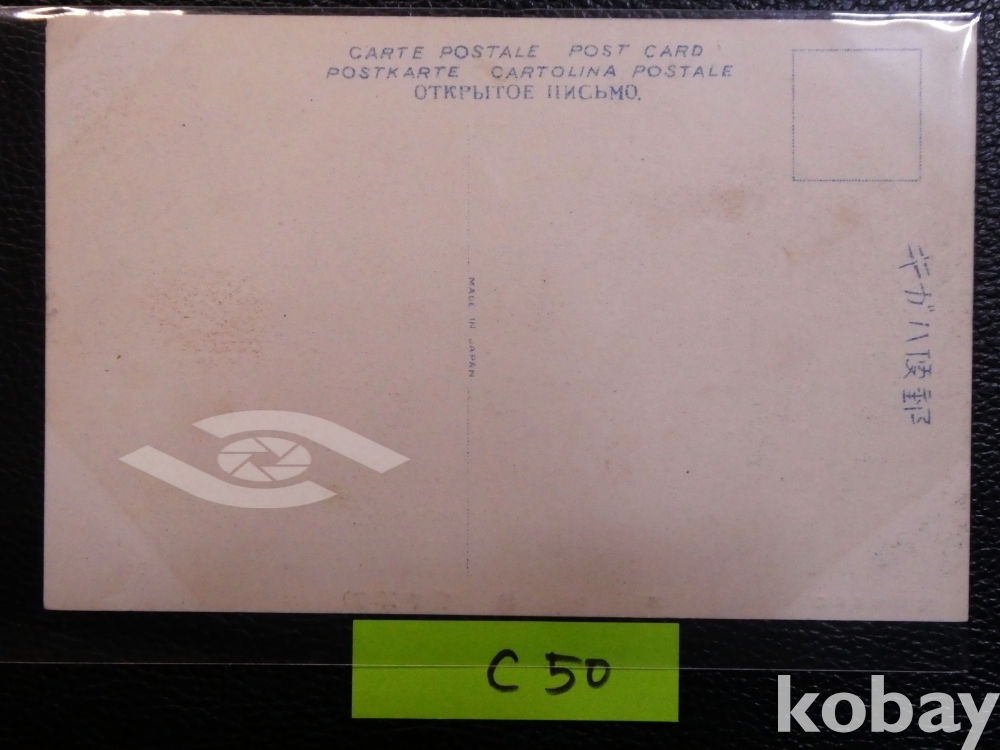 CARTE POSTALE POST CARD
POSTKARTE CARTOLINA POSTALE
ОТКРЫТОЕ ПИСЬМО.
MADE IN JAPAN
キガハ便郵
C 50
kobay